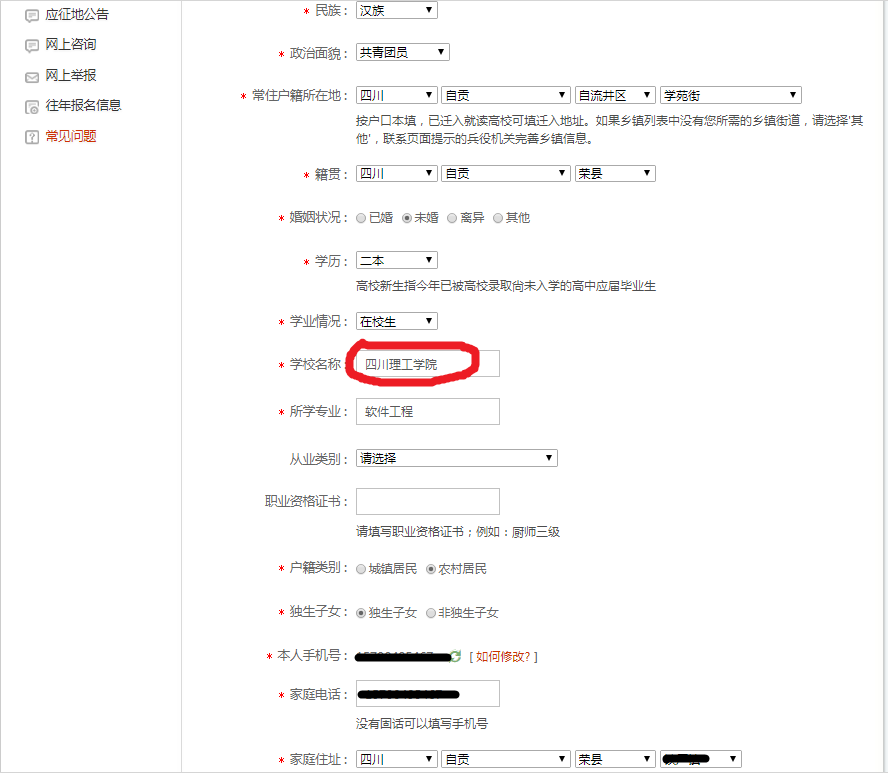 应征地公告
网上咨询
网上举报
往年报名信息
常见问题
* 民族： 汉族
* 政治面貌： 共青团员
* 常住户籍所在地： 四川 自贡 自流井区 学苑街
按户口本填，已迁入就读高校可填迁入地址。如果乡镇列表中没有您所需的乡镇街道，请选择'其
他'，联系页面提示的兵役机关完善乡镇信息。
* 籍贯： 四川 自贡 荣县
* 婚姻状况： 已婚 未婚 离异 其他
* 学历： 二本
高校新生指今年已被高校录取尚未入学的高中应届毕业生
* 学业情况： 在校生
* 学校名称 四川理工学院
* 所学专业： 软件工程
从业类别： 请选择
职业资格证书：
请填写职业资格证书；例如：厨师三级
* 户籍类别： 城镇居民 农村居民
* 独生子女： 独生子女 非独生子女
* 本人手机号： [ 如何修改? ]
* 家庭电话：
没有固话可以填写手机号
* 家庭住址： 四川 自贡 荣县